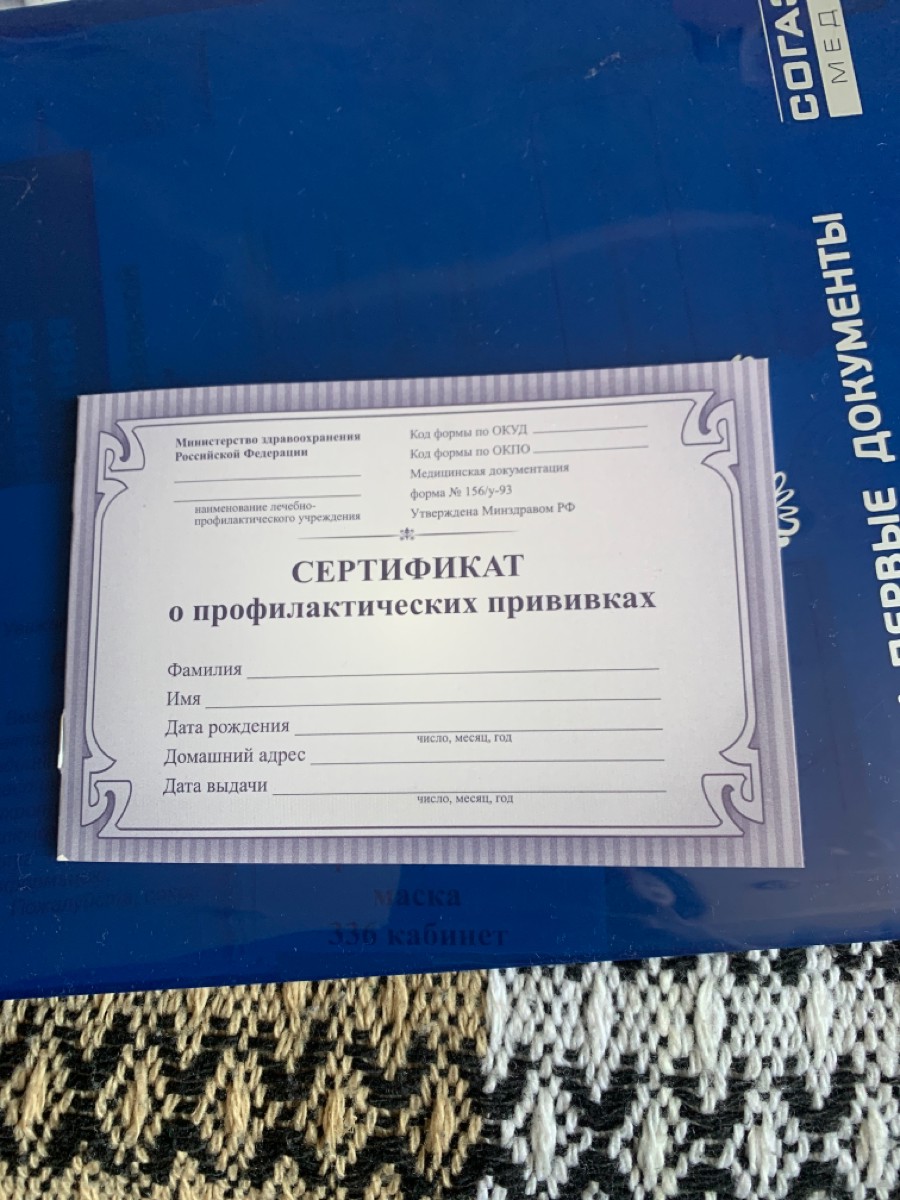 СОГАЗ
МЕД
ПЕРВЫЕ ДОКУМЕНТЫ
Министерство здравоохранения
Российской Федерации
наименование лечебно-
профилактического учреждения
Код формы по ОКУД
Код формы по ОКПО
Медицинская документация
форма № 156/у-93
Утверждена Минздравом РФ
СЕРТИФИКАТ
о профилактических прививках
Фамилия
Имя
Дата рождения
число, месяц, год
Домашний адрес
Дата выдачи
число, месяц, год
маска
336 кабинет